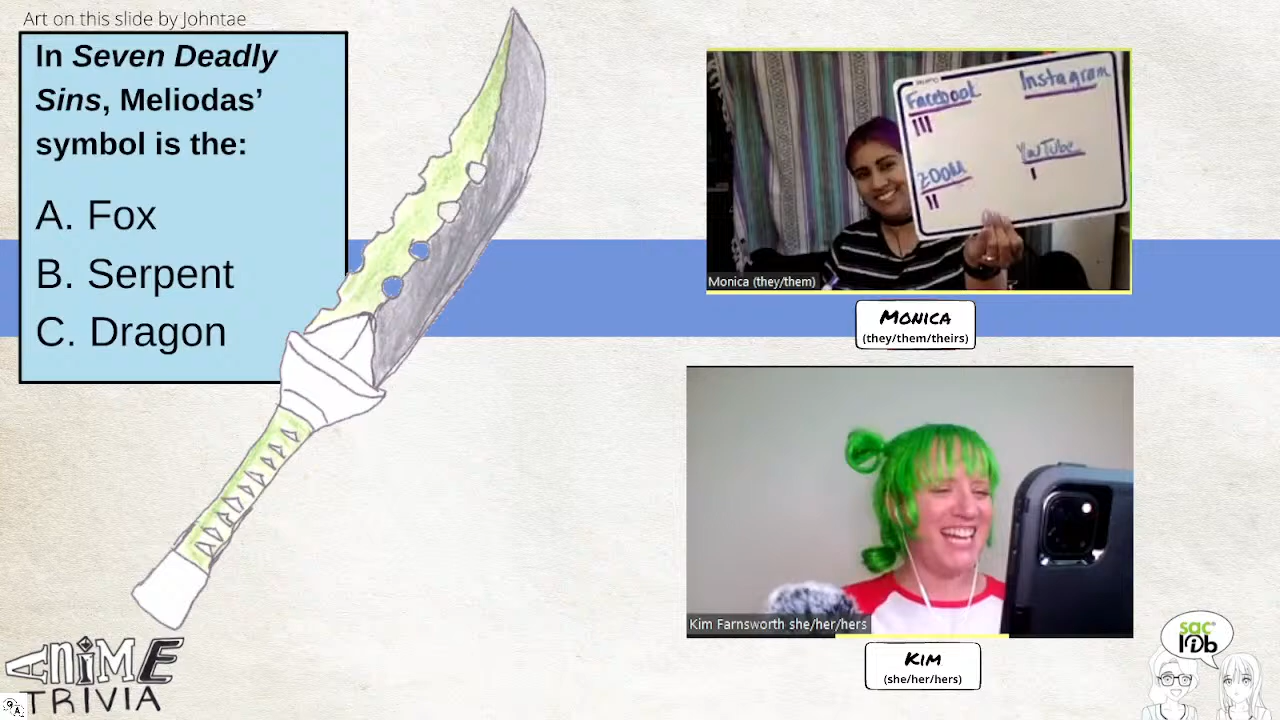 Art on this slide by Johntae
In Seven Deadly
Sins, Meliodas’
symbol is the:
A. Fox
B. Serpent
C. Dragon
Facebook
Instagram
III
YouTube
I
ZOOM
II
Monica (they/them)
MONICA
(they/them/theirs)
Kim Farnsworth she/her/hers
KIM
(she/her/hers)
ANiME
TRIVIA
sac
lib